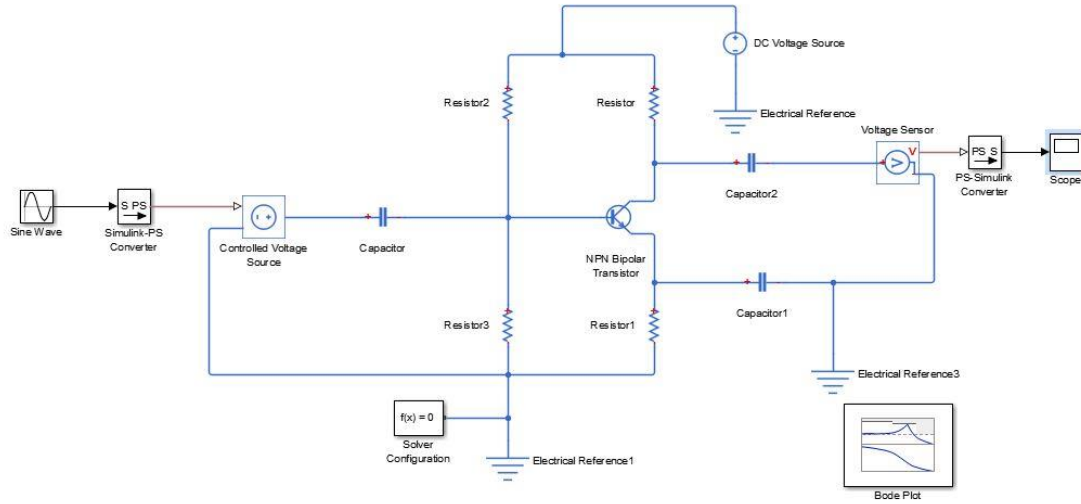 DC Voltage Source
Resistor2
Resistor
Electrical Reference
Voltage Sensor
V
V
PS S
PS-Simulink
Converter
Scope
Capacitor2
Sine Wave
S PS
Simulink-PS
Converter
Controlled Voltage
Source
Capacitor
NPN Bipolar
Transistor
Resistor3
Resistor1
Capacitor1
Electrical Reference3
f(x) = 0
Solver
Configuration
Electrical Reference1
Bode Plot